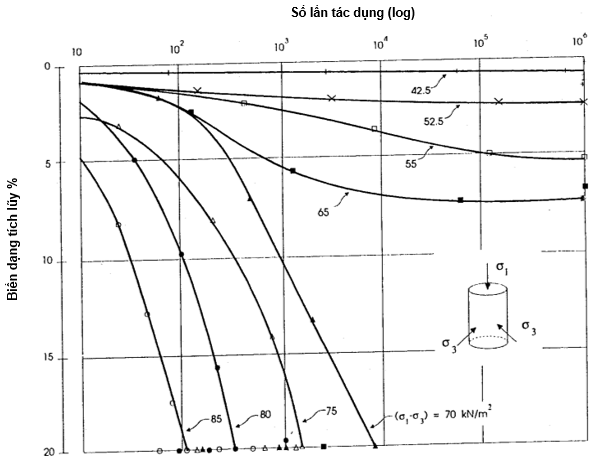 Số lần tác dụng (log)
10 10² 10³ 10⁴ 10⁵ 10⁶
Biến dạng tích lũy %
0
5
10
15
20
42.5
52.5
55
65
σ₁
σ₃ σ₃
85 80 75 (σ₁-σ₃) = 70 kN/m²